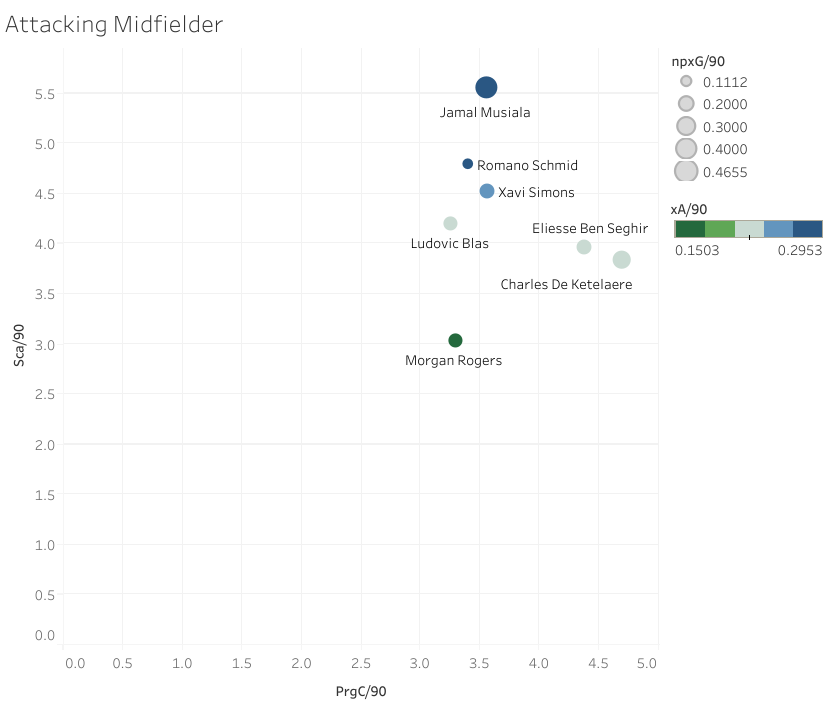 Attacking Midfielder
npxG/90
0.1112
0.2000
0.3000
0.4000
0.4655
xA/90
0.1503 0.2953
Sca/90
5.5
5.0
4.5
4.0
3.5
3.0
2.5
2.0
1.5
1.0
0.5
0.0
Jamal Musiala
Romano Schmid
Xavi Simons
Eliesse Ben Seghir
Ludovic Blas
Charles De Ketelaere
Morgan Rogers
0.0 0.5 1.0 1.5 2.0 2.5 3.0 3.5 4.0 4.5 5.0
PrgC/90